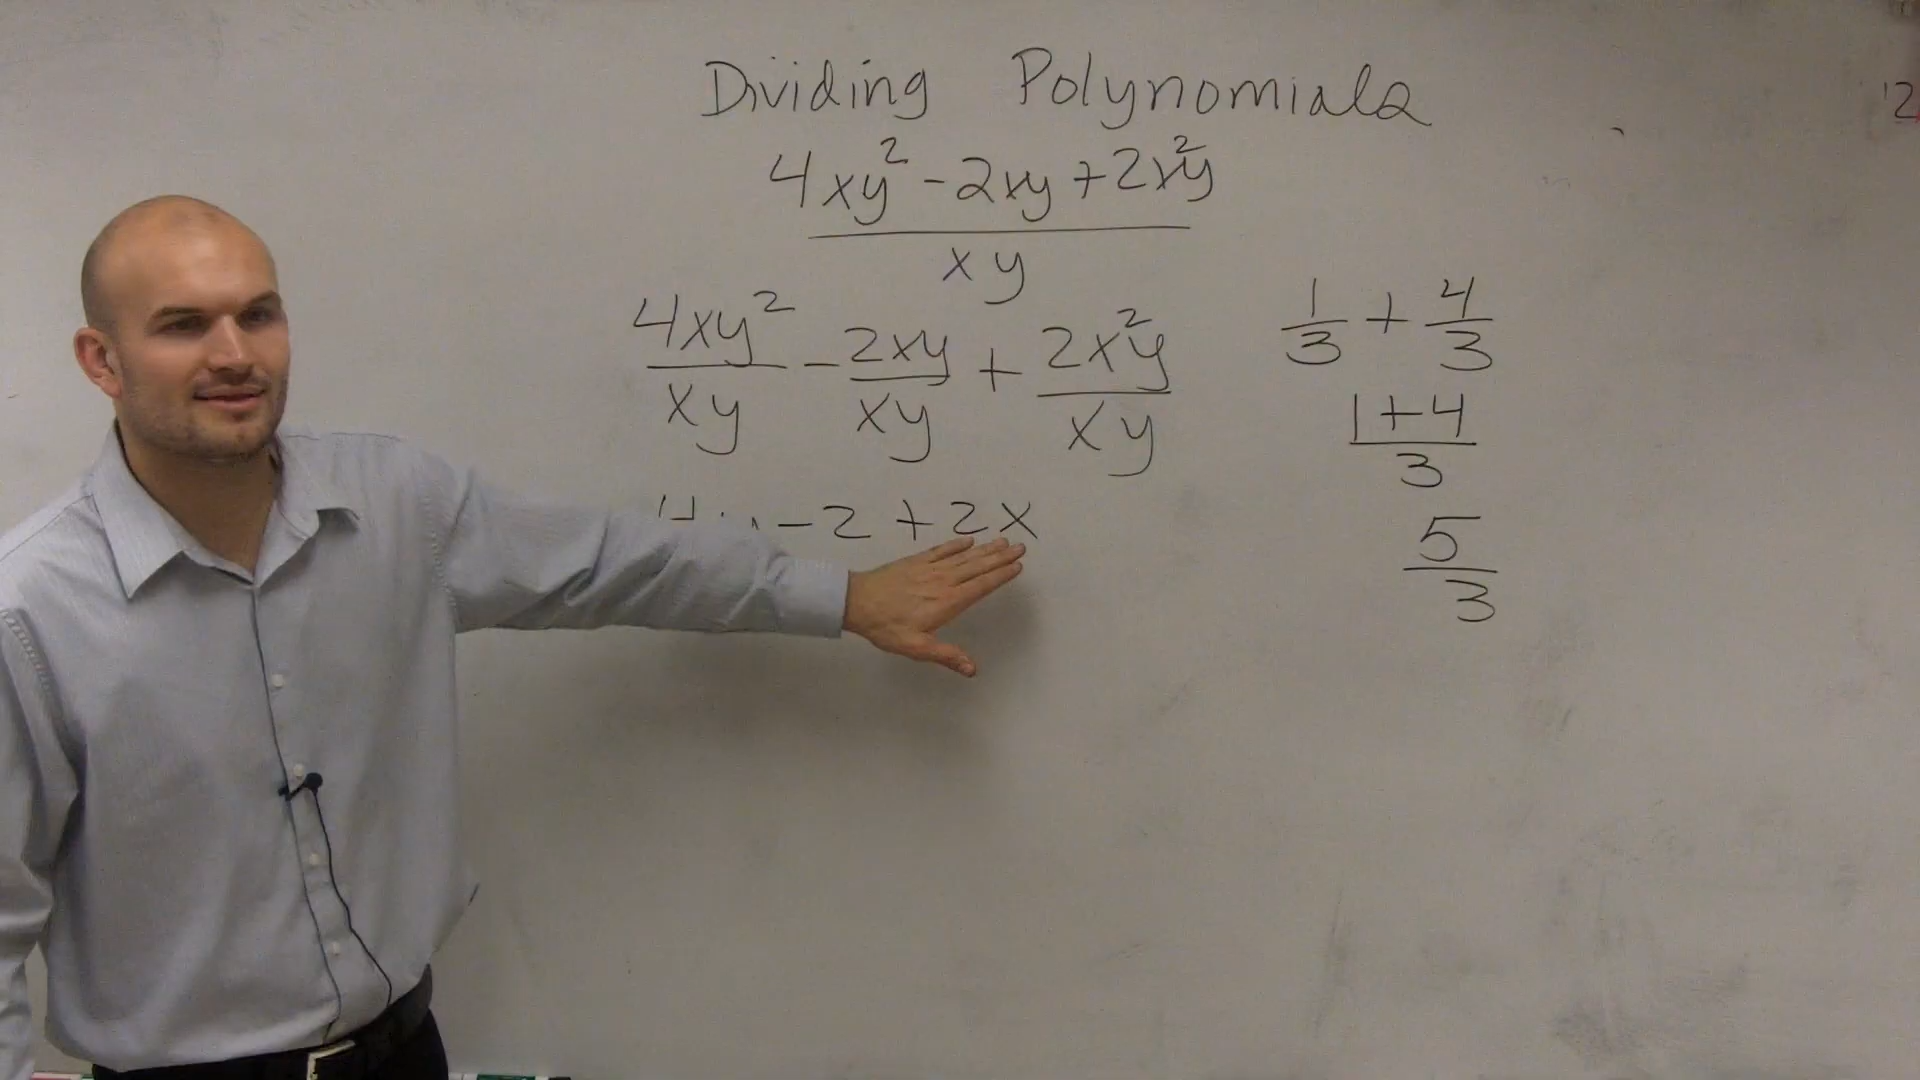 Dividing Polynomials
4xy² - 2xy + 2x²y
xy
4xy²/xy - 2xy/xy + 2x²y/xy
- 2 + 2x
1/3 + 4/3
1+4
3
5
3
12